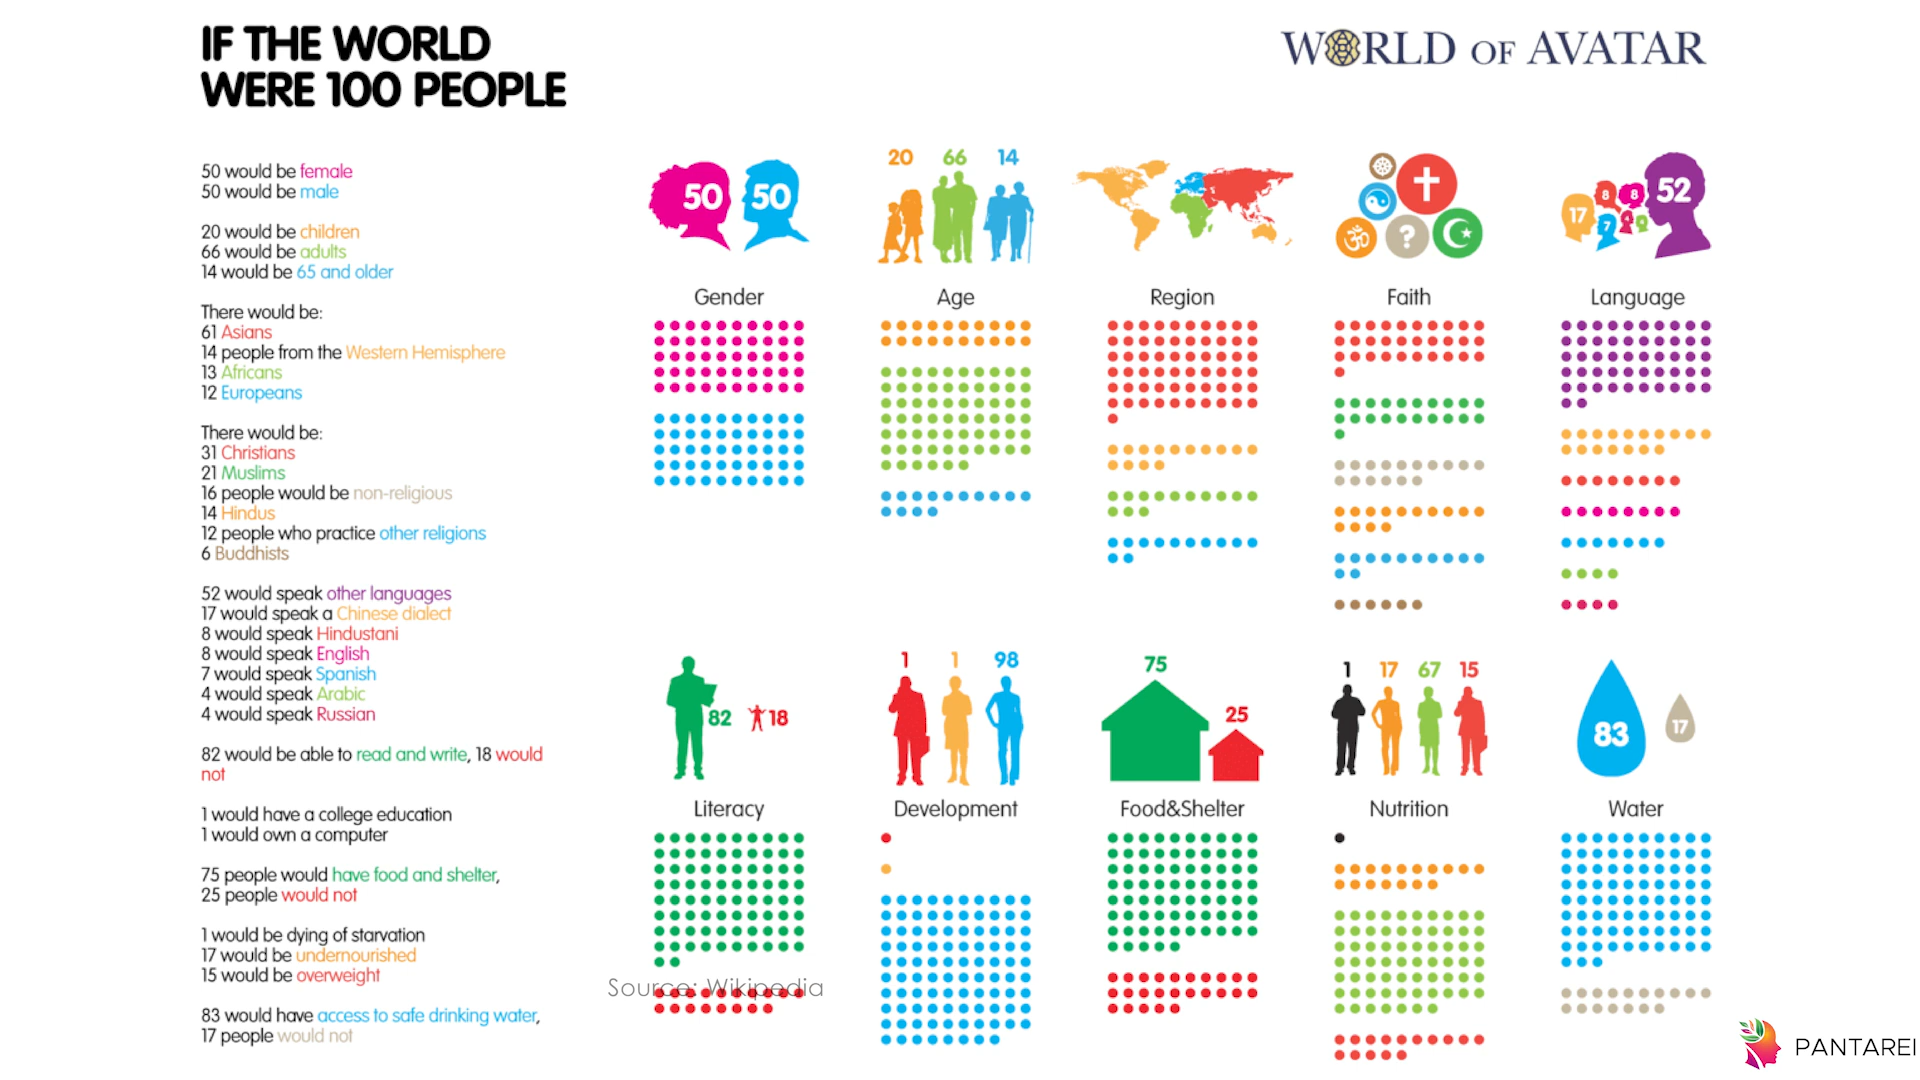 IF THE WORLD
WERE 100 PEOPLE
WORLD OF AVATAR
50 would be female
50 would be male
20 would be children
66 would be adults
14 would be 65 and older
There would be:
61 Asians
14 people from the Western Hemisphere
13 Africans
12 Europeans
There would be:
31 Christians
21 Muslims
16 people would be non-religious
14 Hindus
12 people who practice other religions
6 Buddhists
52 would speak other languages
17 would speak a Chinese dialect
8 would speak Hindustani
8 would speak English
7 would speak Spanish
4 would speak Arabic
4 would speak Russian
82 would be able to read and write, 18 would
not
1 would have a college education
1 would own a computer
75 people would have food and shelter,
25 people would not
1 would be dying of starvation
17 would be undernourished
15 would be overweight
83 would have access to safe drinking water,
17 people would not
50 50
Gender
20 66 14
Age
Region
ॐ ?
Faith
17 8 8 7 4 52
Language
82 18
Literacy
1 1 98
Development
75
25
Food&Shelter
1 17 67 15
Nutrition
83 17
Water
Source: Wikipedia
PANTAREI